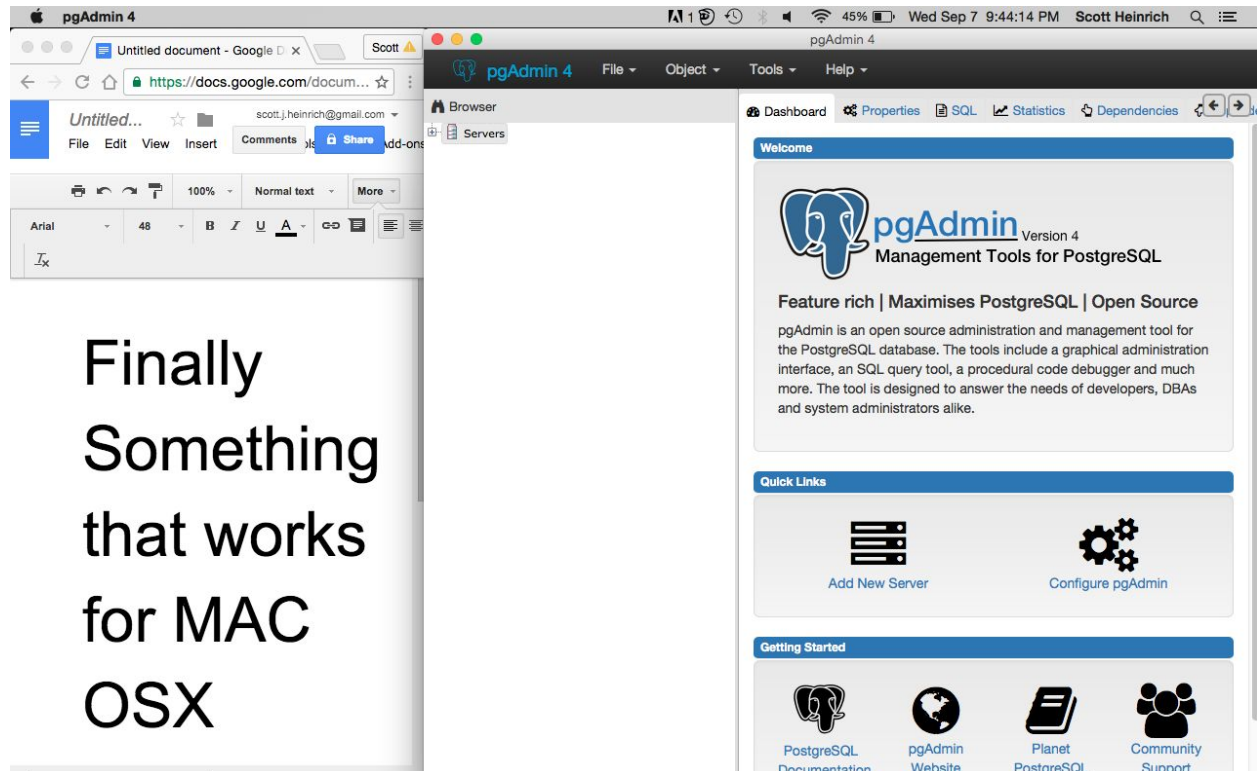 pgAdmin 4
1
45%
Wed Sep 7 9:44:14 PM
Scott Heinrich
Untitled document - Google D
Scott
https://docs.google.com/docum...
Untitled...
scott.j.heinrich@gmail.com
File Edit View Insert
Comments
Share
Add-ons
100%
Normal text
More
Arial
48
B I U A
Finally
Something
that works
for MAC
OSX
pgAdmin 4
pgAdmin 4
File
Object
Tools
Help
Browser
Servers
Dashboard
Properties
SQL
Statistics
Dependencies
Welcome
pgAdmin Version 4
Management Tools for PostgreSQL
Feature rich | Maximises PostgreSQL | Open Source
pgAdmin is an open source administration and management tool for
the PostgreSQL database. The tools include a graphical administration
interface, an SQL query tool, a procedural code debugger and much
more. The tool is designed to answer the needs of developers, DBAs
and system administrators alike.
Quick Links
Add New Server
Configure pgAdmin
Getting Started
PostgreSQL
Documentation
pgAdmin
Website
Planet
PostgreSQL
Community
Support